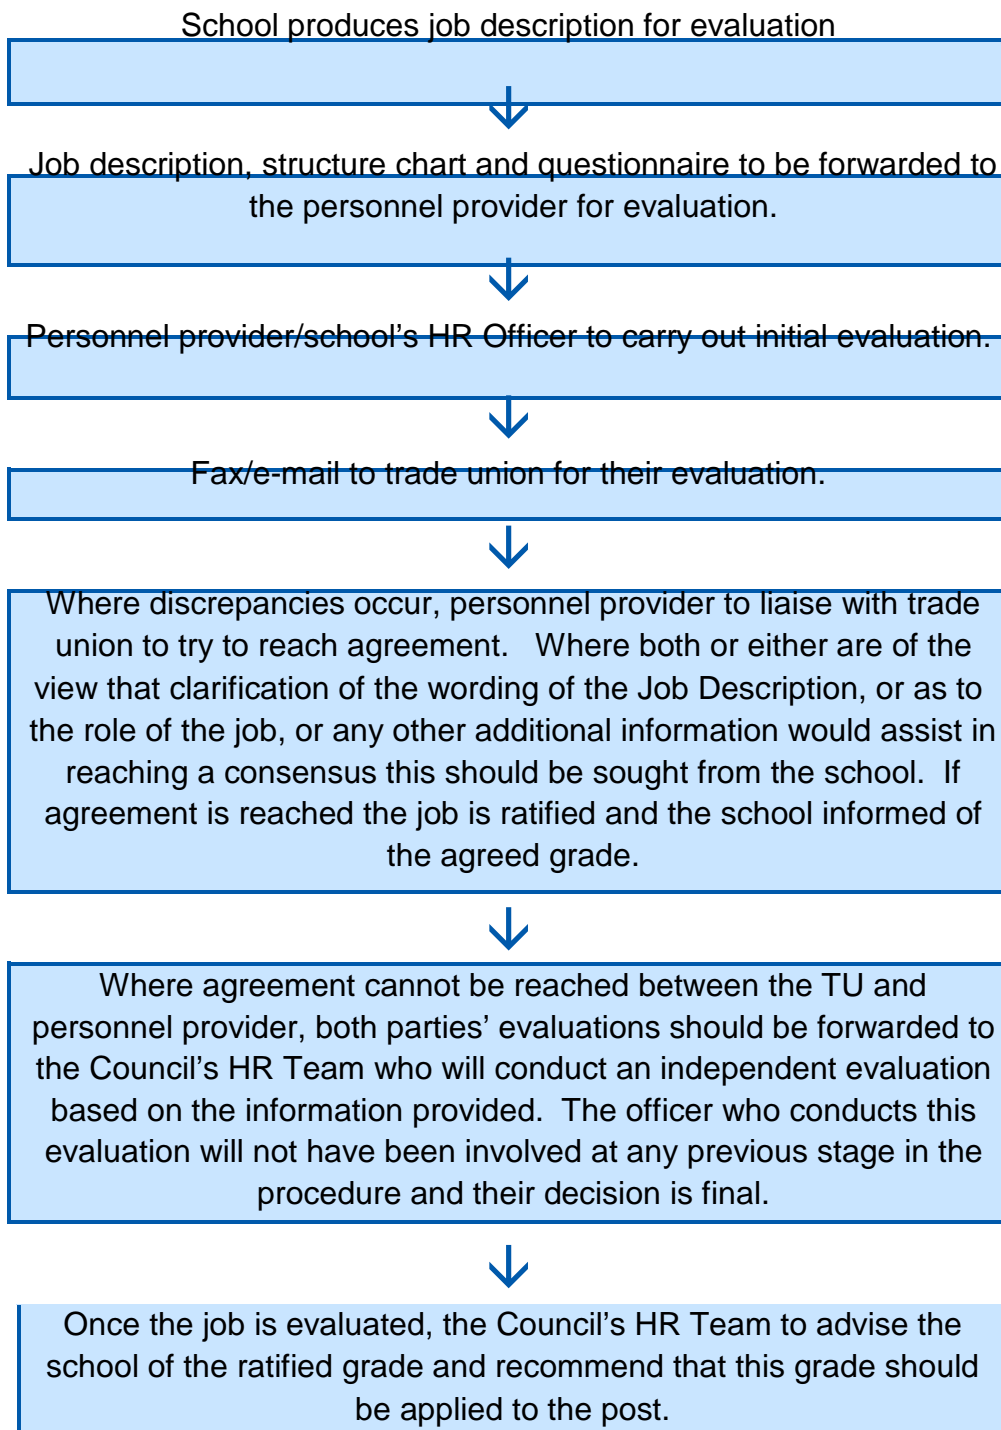 School produces job description for evaluation
Job description, structure chart and questionnaire to be forwarded to
the personnel provider for evaluation.
Personnel provider/school’s HR Officer to carry out initial evaluation.
Fax/e-mail to trade union for their evaluation.
Where discrepancies occur, personnel provider to liaise with trade
union to try to reach agreement.   Where both or either are of the
view that clarification of the wording of the Job Description, or as to
the role of the job, or any other additional information would assist in
reaching a consensus this should be sought from the school.  If
agreement is reached the job is ratified and the school informed of
the agreed grade.
Where agreement cannot be reached between the TU and
personnel provider, both parties’ evaluations should be forwarded to
the Council’s HR Team who will conduct an independent evaluation
based on the information provided.  The officer who conducts this
evaluation will not have been involved at any previous stage in the
procedure and their decision is final.
Once the job is evaluated, the Council’s HR Team to advise the
school of the ratified grade and recommend that this grade should
be applied to the post.